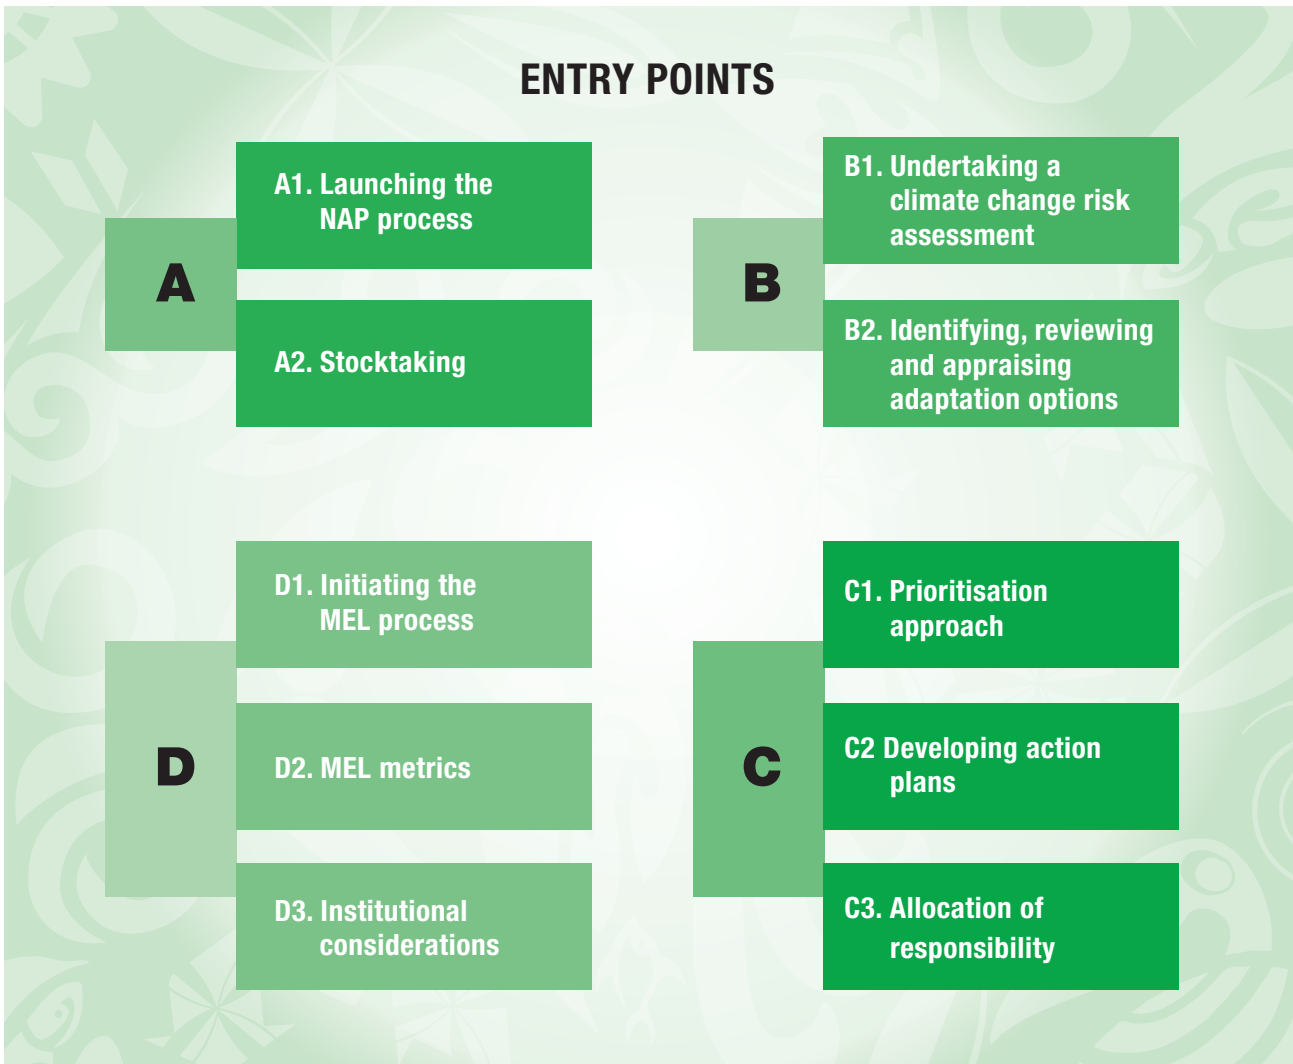 ENTRY POINTS
A
A1. Launching the
NAP process
A2. Stocktaking
B
B1. Undertaking a
climate change risk
assessment
B2. Identifying, reviewing
and appraising
adaptation options
D
D1. Initiating the
MEL process
D2. MEL metrics
D3. Institutional
considerations
C
C1. Prioritisation
approach
C2 Developing action
plans
C3. Allocation of
responsibility